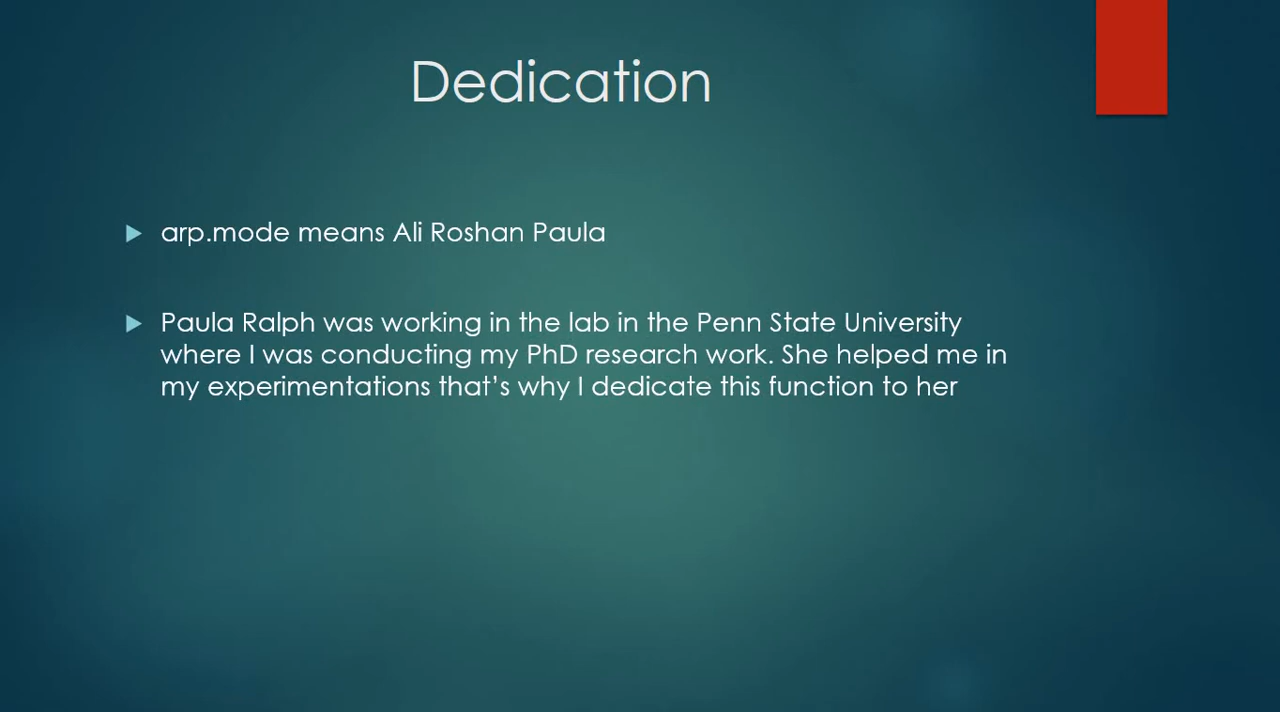 Dedication
arp.mode means Ali Roshan Paula
Paula Ralph was working in the lab in the Penn State University
where I was conducting my PhD research work. She helped me in
my experimentations that’s why I dedicate this function to her